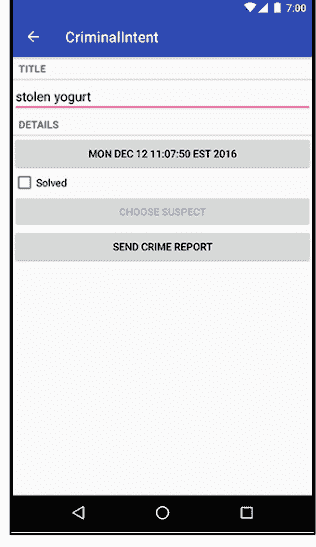 7:00
CriminalIntent
TITLE
stolen yogurt
DETAILS
MON DEC 12 11:07:50 EST 2016
Solved
CHOOSE SUSPECT
SEND CRIME REPORT